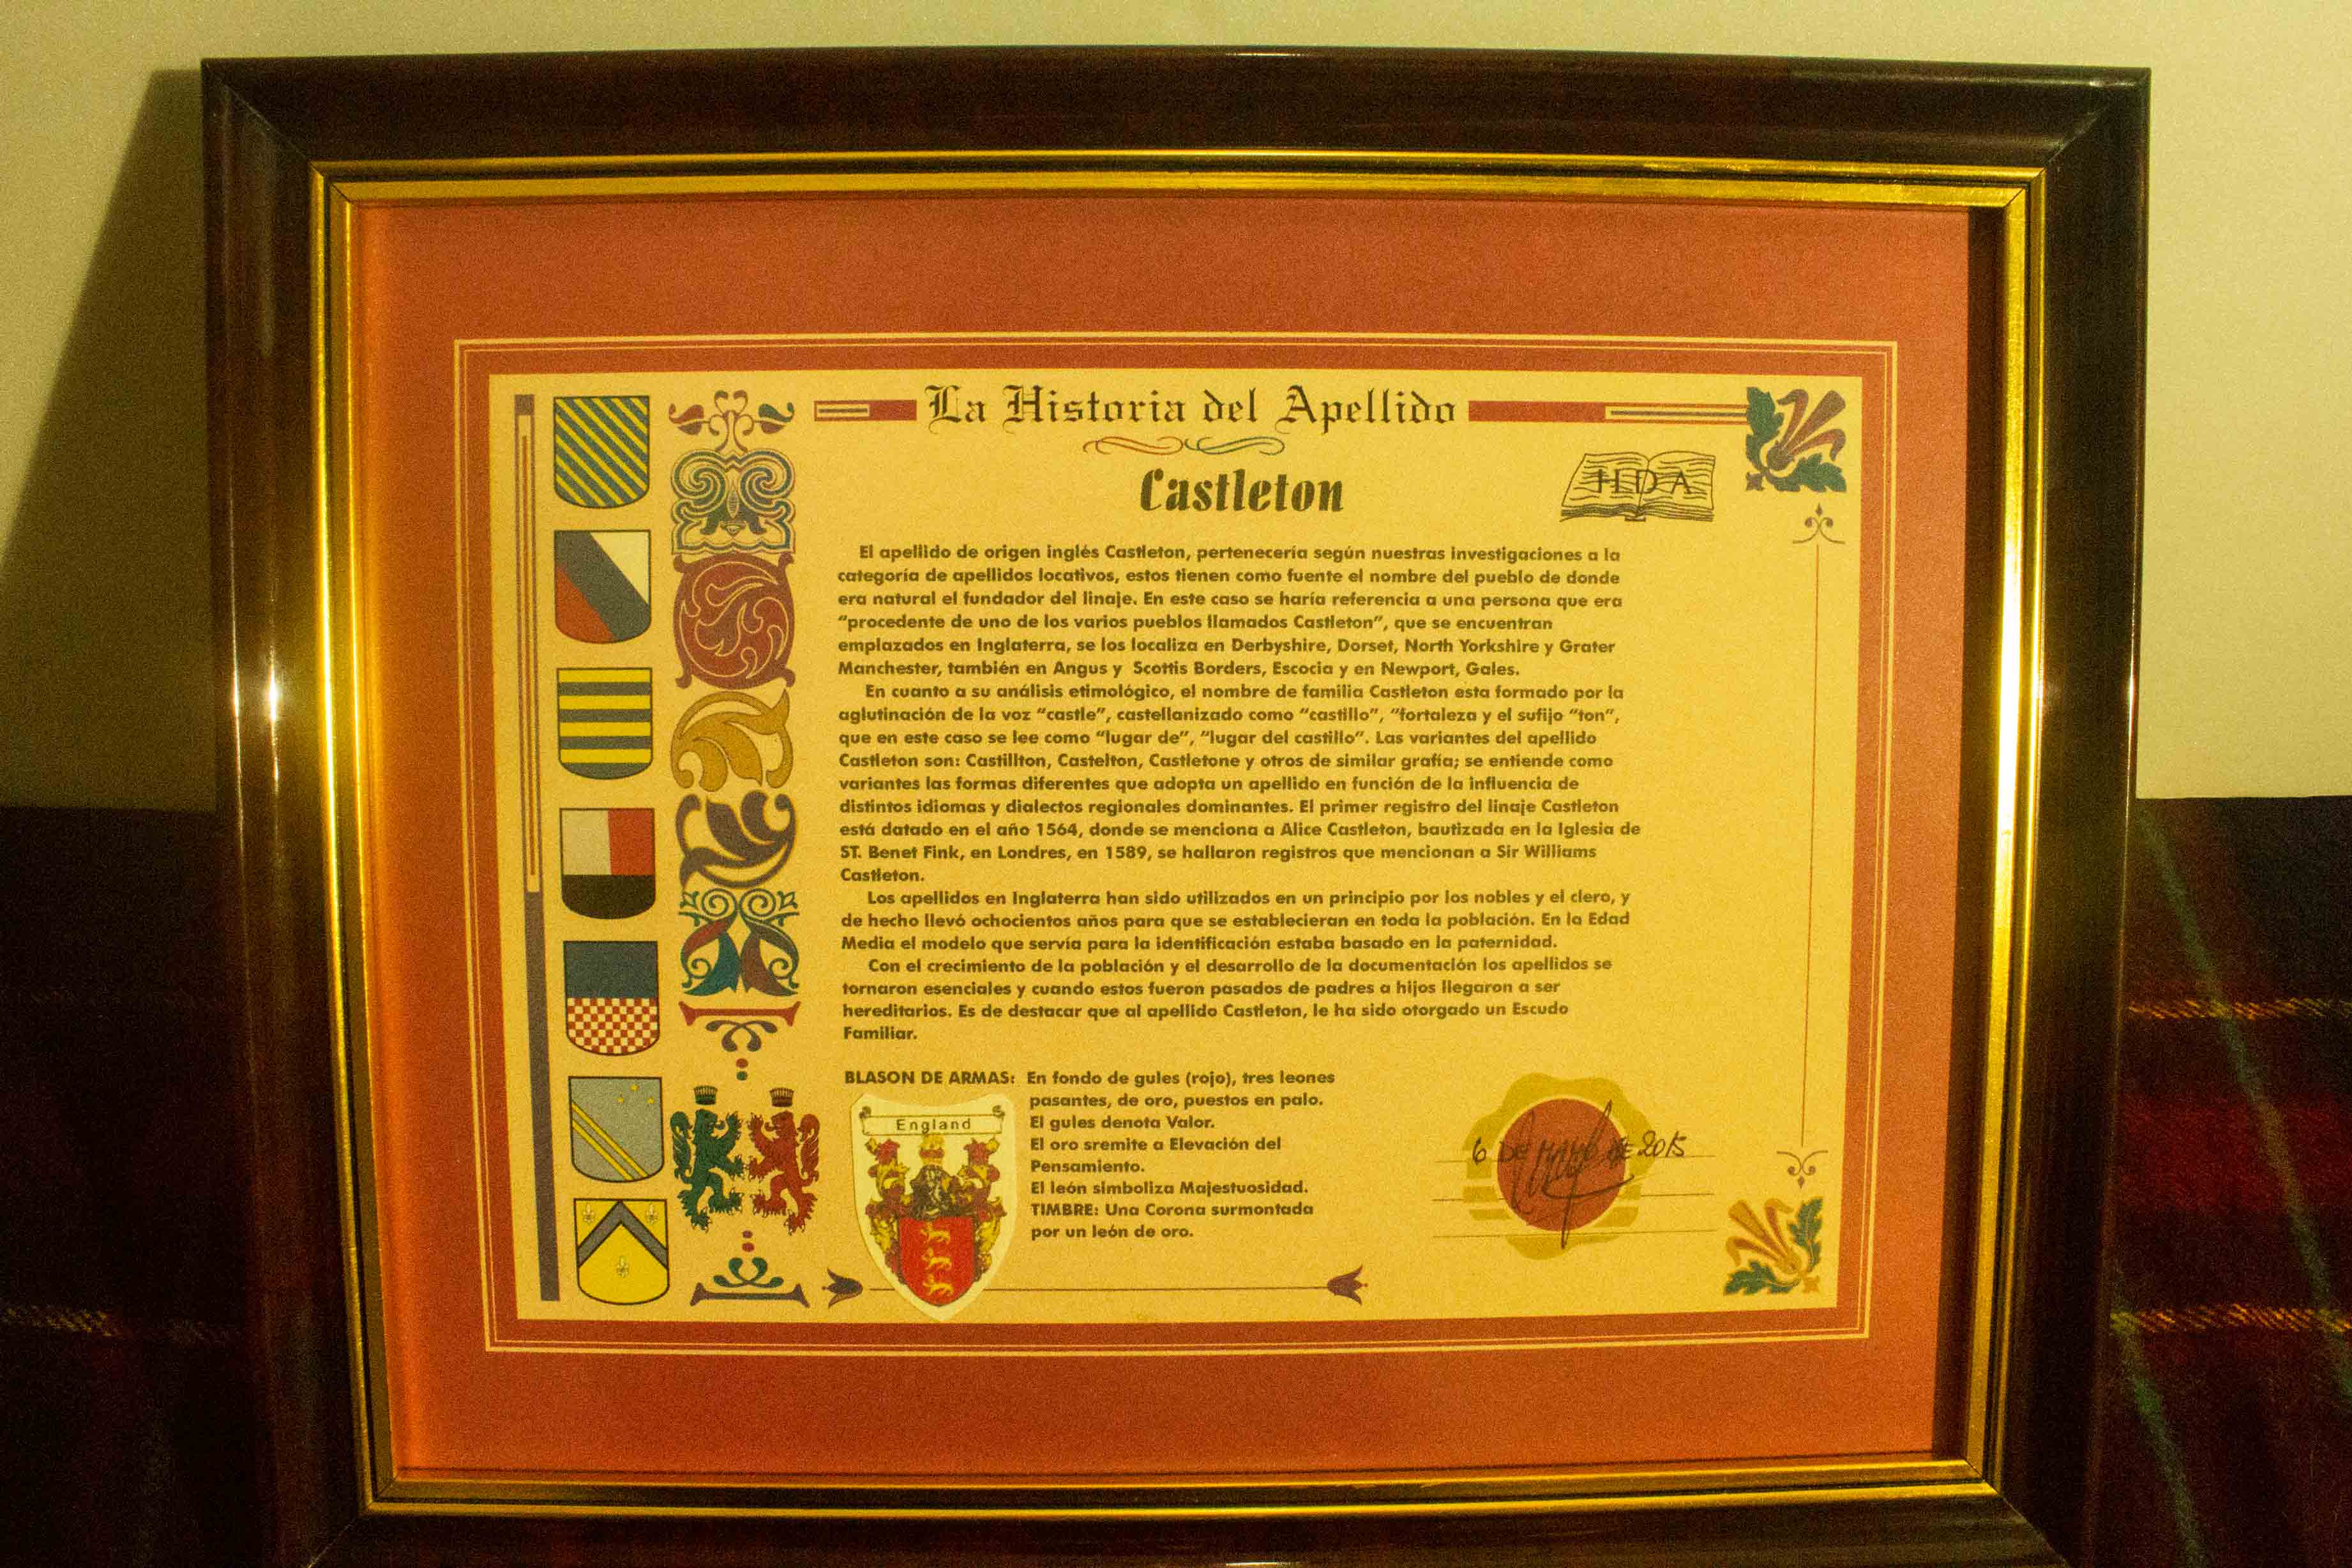 La Historia del Apellido
Castleton
HDA
El apellido de origen inglés Castleton, pertenecería según nuestras investigaciones a la
categoría de apellidos locativos, estos tienen como fuente el nombre del pueblo de donde
era natural el fundador del linaje. En este caso se haría referencia a una persona que era
"procedente de uno de los varios pueblos llamados Castleton", que se encuentran
emplazados en Inglaterra, se los localiza en Derbyshire, Dorset, North Yorkshire y Grater
Manchester, también en Angus y Scottis Borders, Escocia y en Newport, Gales.
En cuanto a su análisis etimológico, el nombre de familia Castleton esta formado por la
aglutinación de la voz "castle", castellanizado como "castillo", "fortaleza y el sufijo "ton",
que en este caso se lee como "lugar de", "lugar del castillo". Las variantes del apellido
Castleton son: Castillton, Castelton, Castletone y otros de similar grafía; se entiende como
variantes las formas diferentes que adopta un apellido en función de la influencia de
distintos idiomas y dialectos regionales dominantes. El primer registro del linaje Castleton
está datado en el año 1564, donde se menciona a Alice Castleton, bautizada en la Iglesia de
ST. Benet Fink, en Londres, en 1589, se hallaron registros que mencionan a Sir Williams
Castleton.
Los apellidos en Inglaterra han sido utilizados en un principio por los nobles y el clero, y
de hecho llevó ochocientos años para que se establecieran en toda la población. En la Edad
Media el modelo que servía para la identificación estaba basado en la paternidad.
Con el crecimiento de la población y el desarrollo de la documentación los apellidos se
tornaron esenciales y cuando estos fueron pasados de padres a hijos llegaron a ser
hereditarios. Es de destacar que al apellido Castleton, le ha sido otorgado un Escudo
Familiar.
BLASON DE ARMAS: En fondo de gules (rojo), tres leones
pasantes, de oro, puestos en palo.
El gules denota Valor.
El oro sremite a Elevación del
Pensamiento.
El león simboliza Majestuosidad.
TIMBRE: Una Corona surmontada
por un león de oro.
England
6 DE DE 2015